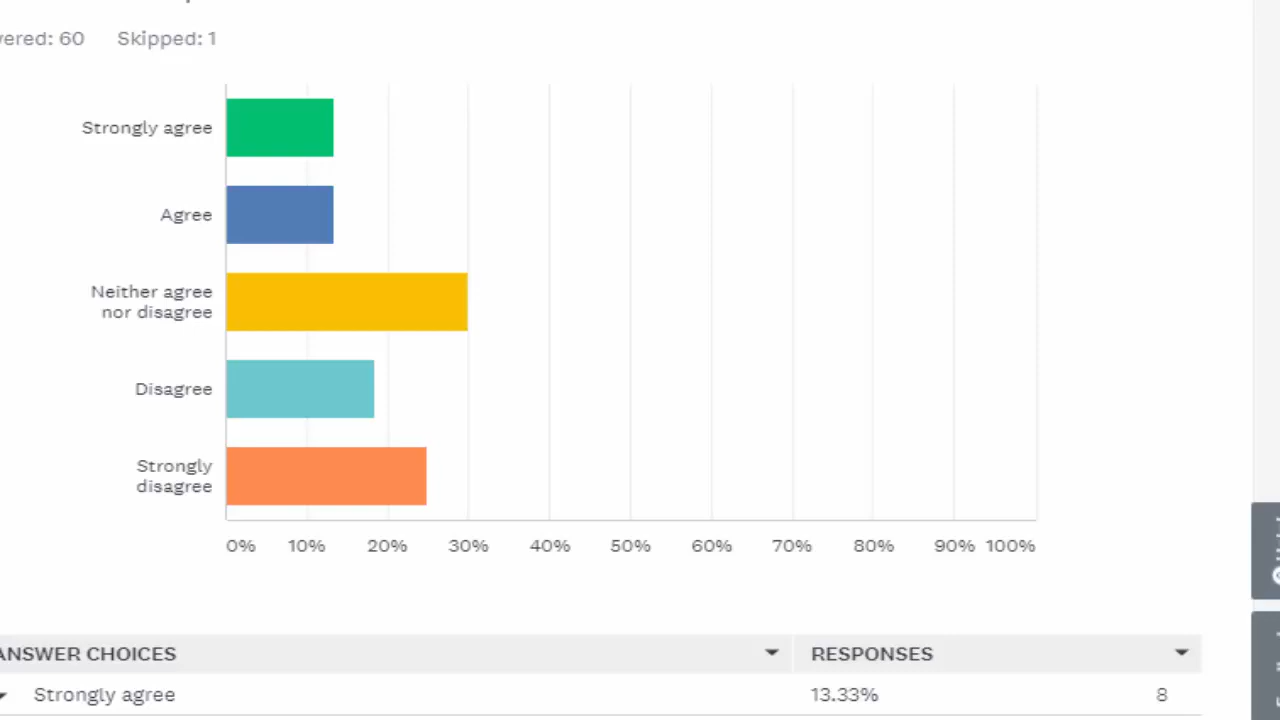 wered: 60 Skipped: 1
Strongly agree
Agree
Neither agree
nor disagree
Disagree
Strongly
disagree
0% 10% 20% 30% 40% 50% 60% 70% 80% 90% 100%
ANSWER CHOICES RESPONSES
Strongly agree 13.33% 8